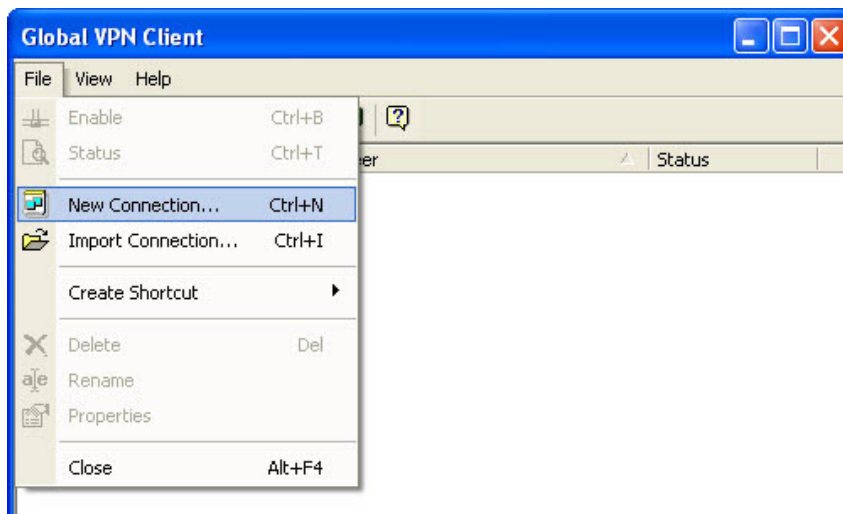 Global VPN Client
File View Help
Enable Ctrl+B
Status Ctrl+T
er Status
New Connection... Ctrl+N
Import Connection... Ctrl+I
Create Shortcut
Delete Del
Rename
Properties
Close Alt+F4